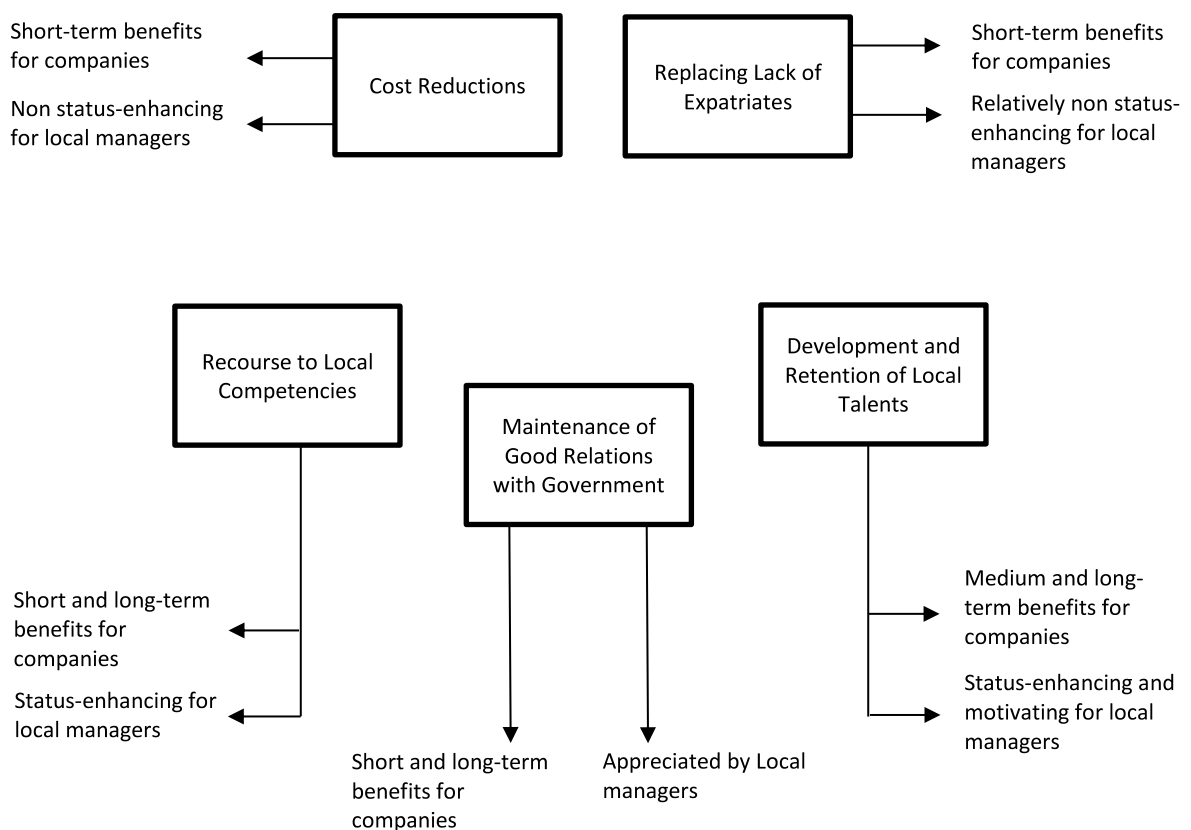 Short-term benefits
for companies
Non status-enhancing
for local managers
Cost Reductions
Replacing Lack of
Expatriates
Short-term benefits
for companies
Relatively non status-
enhancing for local
managers
Recourse to Local
Competencies
Short and long-term
benefits for
companies
Status-enhancing for
local managers
Maintenance of
Good Relations
with Government
Short and long-term
benefits for
companies
Appreciated by Local
managers
Development and
Retention of Local
Talents
Medium and long-
term benefits for
companies
Status-enhancing and
motivating for local
managers